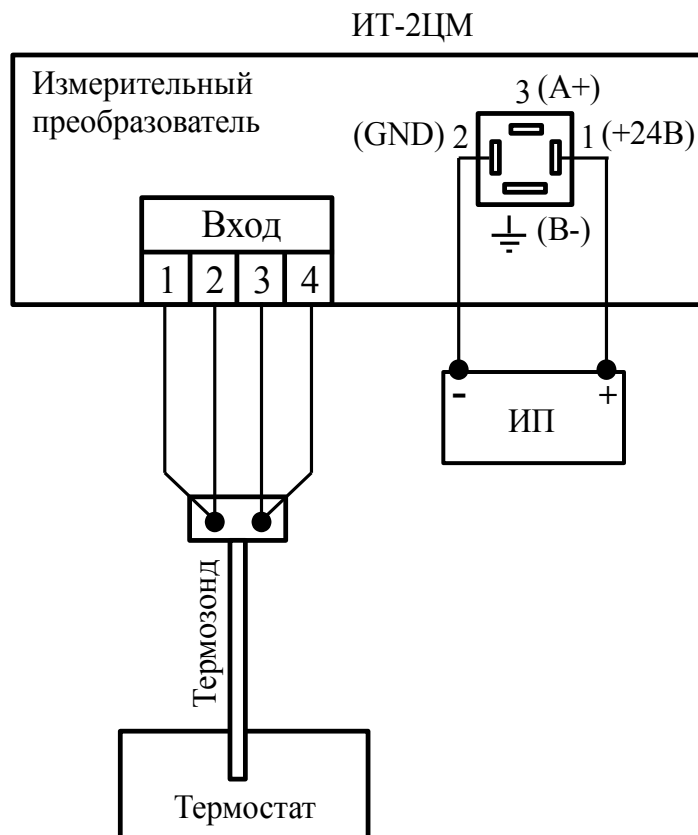 ИТ-2ЦМ
Измерительный
преобразователь
3 (А+)
(GND) 2
1 (+24В)
(В-)
Вход
1 2 3 4
- +
ИП
Термозонд
Термостат